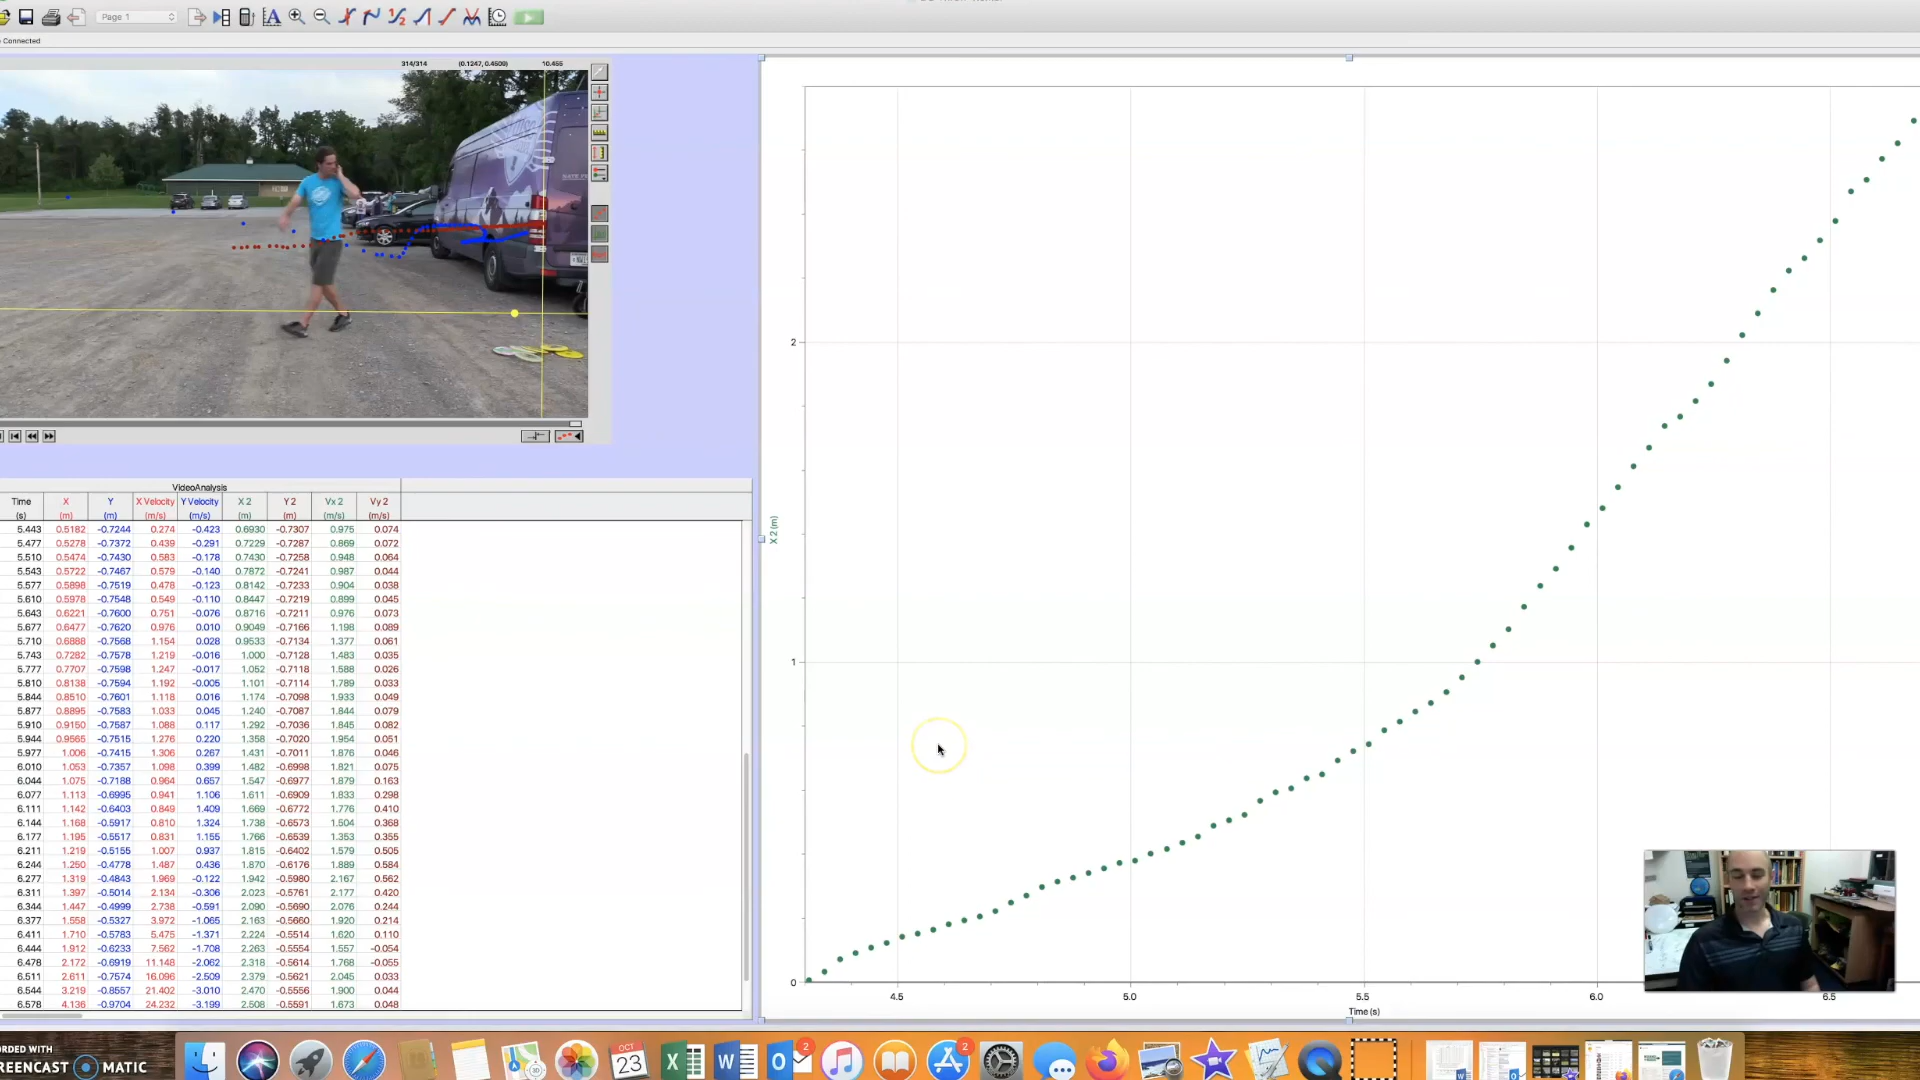 Page 1
Connected
314/314 (0.1247, 0.4509) 10.455
VideoAnalysis
Time X Y X Velocity Y Velocity X 2 Y 2 Vx 2 Vy 2
(s) (m) (m) (m/s) (m/s) (m) (m) (m/s) (m/s)
5.443 0.5182 -0.7244 0.274 -0.423 0.6930 -0.7307 0.975 0.074
5.477 0.5278 -0.7372 0.439 -0.291 0.7229 -0.7287 0.869 0.072
5.510 0.5474 -0.7430 0.583 -0.178 0.7430 -0.7258 0.948 0.064
5.543 0.5722 -0.7467 0.579 -0.140 0.7872 -0.7241 0.987 0.044
5.577 0.5898 -0.7519 0.478 -0.123 0.8142 -0.7233 0.904 0.038
5.610 0.5978 -0.7548 0.549 -0.110 0.8447 -0.7219 0.899 0.045
5.643 0.6221 -0.7600 0.751 -0.076 0.8716 -0.7211 0.976 0.073
5.677 0.6477 -0.7620 0.976 0.010 0.9049 -0.7166 1.198 0.089
5.710 0.6888 -0.7568 1.154 0.028 0.9533 -0.7134 1.377 0.061
5.743 0.7282 -0.7578 1.219 -0.016 1.000 -0.7128 1.483 0.035
5.777 0.7707 -0.7598 1.247 -0.017 1.052 -0.7118 1.588 0.026
5.810 0.8138 -0.7594 1.192 -0.005 1.101 -0.7114 1.789 0.033
5.844 0.8510 -0.7601 1.118 0.016 1.174 -0.7098 1.933 0.049
5.877 0.8895 -0.7583 1.033 0.045 1.240 -0.7087 1.844 0.079
5.910 0.9150 -0.7587 1.088 0.117 1.292 -0.7036 1.845 0.082
5.944 0.9565 -0.7515 1.276 0.220 1.358 -0.7020 1.954 0.051
5.977 1.006 -0.7415 1.306 0.267 1.431 -0.7011 1.876 0.046
6.010 1.053 -0.7357 1.098 0.399 1.482 -0.6998 1.821 0.075
6.044 1.075 -0.7188 0.964 0.657 1.547 -0.6977 1.879 0.163
6.077 1.113 -0.6995 0.941 1.106 1.611 -0.6909 1.833 0.298
6.111 1.142 -0.6403 0.849 1.409 1.669 -0.6772 1.776 0.410
6.144 1.168 -0.5917 0.810 1.324 1.738 -0.6573 1.504 0.368
6.177 1.195 -0.5517 0.831 1.155 1.766 -0.6539 1.353 0.355
6.211 1.219 -0.5155 1.007 0.937 1.815 -0.6402 1.579 0.505
6.244 1.250 -0.4778 1.487 0.436 1.870 -0.6176 1.889 0.584
6.277 1.319 -0.4843 1.969 -0.122 1.942 -0.5980 2.167 0.562
6.311 1.397 -0.5014 2.134 -0.306 2.023 -0.5761 2.177 0.420
6.344 1.447 -0.4999 2.738 -0.591 2.090 -0.5690 2.076 0.244
6.377 1.558 -0.5327 3.972 -1.065 2.163 -0.5660 1.920 0.214
6.411 1.710 -0.5783 5.475 -1.371 2.224 -0.5514 1.620 0.110
6.444 1.912 -0.6233 7.562 -1.708 2.263 -0.5554 1.557 -0.054
6.478 2.172 -0.6919 11.148 -2.062 2.318 -0.5614 1.768 -0.055
6.511 2.611 -0.7574 16.096 -2.509 2.379 -0.5621 2.045 0.033
6.544 3.219 -0.8557 21.402 -3.010 2.470 -0.5556 1.900 0.044
6.578 4.136 -0.9704 24.232 -3.199 2.508 -0.5591 1.673 0.048
2
1
0
X 2 (m)
4.5 5.0 5.5 6.0 6.5
Time (s)
ORDED WITH
REENCAST MATIC
OCT
23
2
2